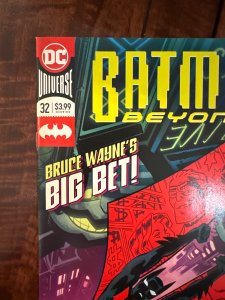 DC
UNIVERSE
32 $3.99
BATM
BEYON
BRUCE WAYNE'S
BIG BET!